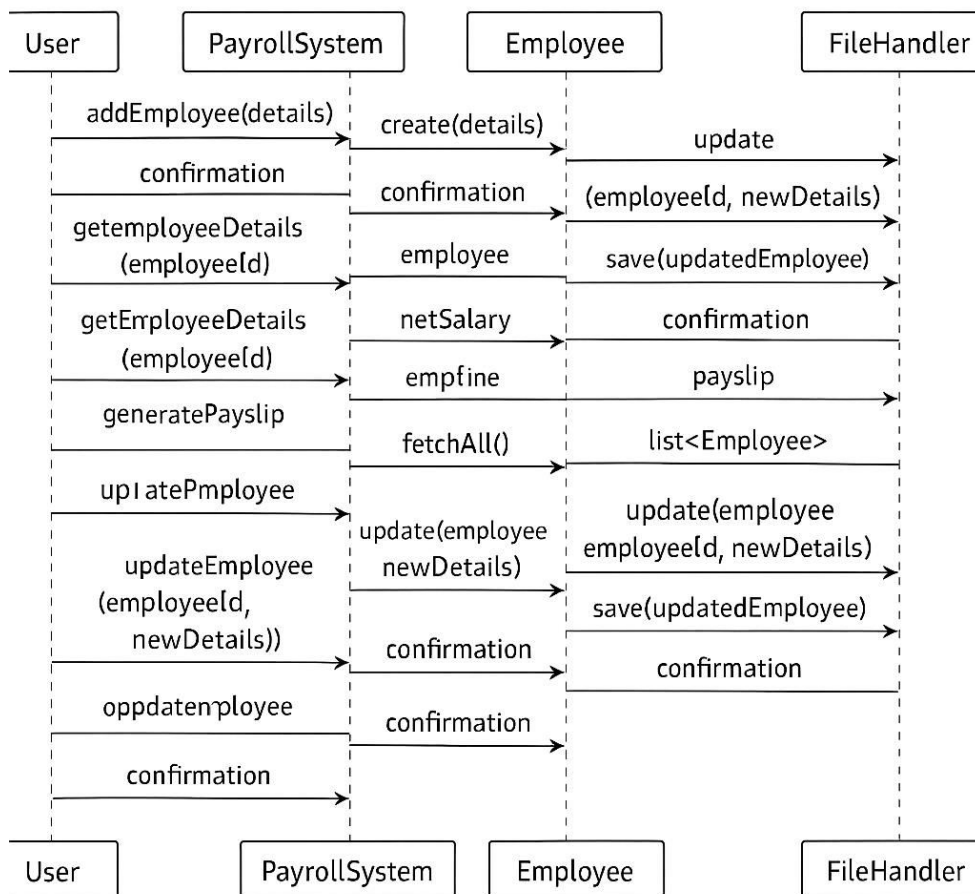 User PayrollSystem Employee FileHandler
addEmployee(details)
create(details)
update
confirmation
confirmation
(employeeId, newDetails)
getemployeeDetails
(employeeId)
employee
save(updatedEmployee)
getEmployeeDetails
(employeeId)
netSalary
confirmation
empfine
payslip
generatePayslip
fetchAll()
list<Employee>
update(employee
employeeId, newDetails)
update(employee
newDetails)
updateEmployee
(employeeId,
newDetails))
save(updatedEmployee)
confirmation
confirmation
confirmation
confirmation
User PayrollSystem Employee FileHandler